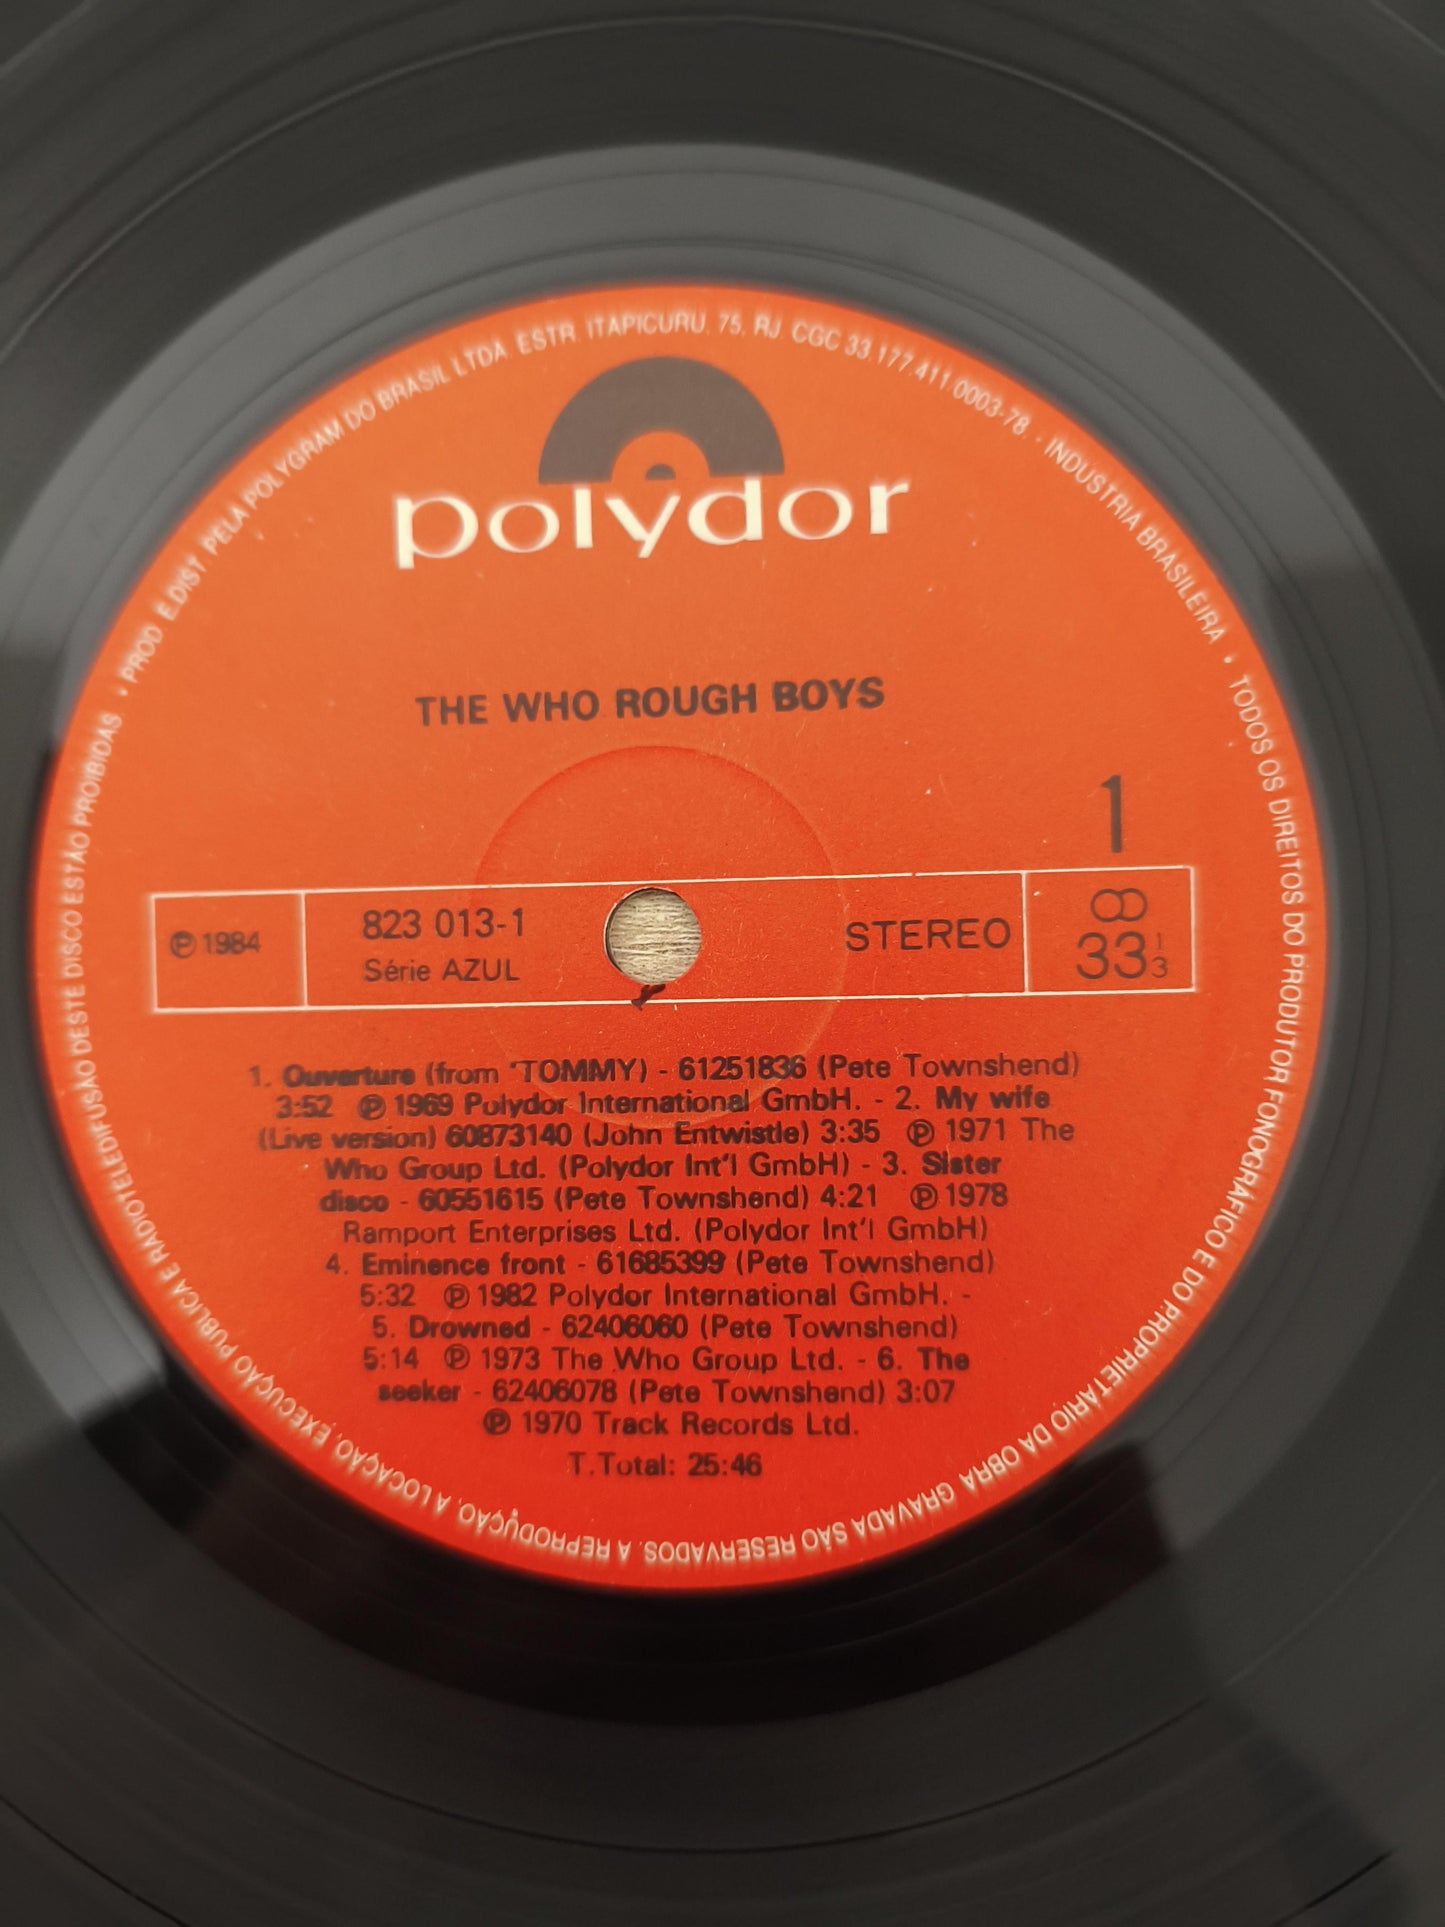 • PROD. E.DIST. PELA POLYGRAM DO BRASIL LTDA. ESTR. ITAPICURU, 75, RJ. CGC 33.177.411.0003-78. - INDUSTRIA BRASILEIRA • TODOS OS DIREITOS DO PRODUTOR FONOGRÁFICO E DO PROPRIETÁRIO DA OBRA GRAVADA SÃO RESERVADOS. A REPRODUÇÃO, A LOCAÇÃO, EXECUÇÃO PUBLICA E RADIOTELEDIFUSÃO DESTE DISCO ESTÃO PROIBIDAS
polydor
THE WHO ROUGH BOYS
1
℗ 1984
823 013-1
Série AZUL
STEREO
33 1/3
1. Ouverture (from 'TOMMY) - 61251836 (Pete Townshend)
3:52 ℗ 1969 Polydor International GmbH. - 2. My wife
(Live version) 60873140 (John Entwistle) 3:35 ℗ 1971 The
Who Group Ltd. (Polydor Int'l GmbH) - 3. Sister
disco - 60551615 (Pete Townshend) 4:21 ℗ 1978
Ramport Enterprises Ltd. (Polydor Int'l GmbH)
4. Eminence front - 61685399 (Pete Townshend)
5:32 ℗ 1982 Polydor International GmbH. -
5. Drowned - 62406060 (Pete Townshend)
5:14 ℗ 1973 The Who Group Ltd. - 6. The
seeker - 62406078 (Pete Townshend) 3:07
℗ 1970 Track Records Ltd.
T.Total: 25:46